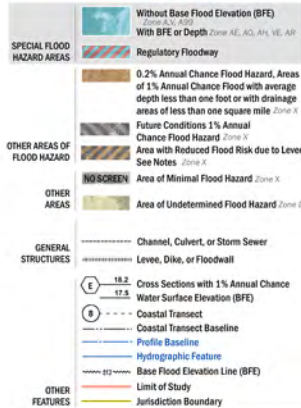 Without Base Flood Elevation (BFE)
Zone A,V, A99
With BFE or Depth Zone AE, AO, AH, VE, AR
SPECIAL FLOOD
HAZARD AREAS
Regulatory Floodway
0.2% Annual Chance Flood Hazard, Areas
of 1% Annual Chance Flood with average
depth less than one foot or with drainage
areas of less than one square mile Zone X
Future Conditions 1% Annual
Chance Flood Hazard Zone X
OTHER AREAS OF
FLOOD HAZARD
Area with Reduced Flood Risk due to Levee
See Notes Zone X
NO SCREEN Area of Minimal Flood Hazard Zone X
OTHER
AREAS
Area of Undetermined Flood Hazard Zone D
GENERAL
STRUCTURES
Channel, Culvert, or Storm Sewer
Levee, Dike, or Floodwall
E 18.2 Cross Sections with 1% Annual Chance
17.5 Water Surface Elevation (BFE)
8 Coastal Transect
Coastal Transect Baseline
Profile Baseline
Hydrographic Feature
513 Base Flood Elevation Line (BFE)
OTHER
FEATURES
Limit of Study
Jurisdiction Boundary